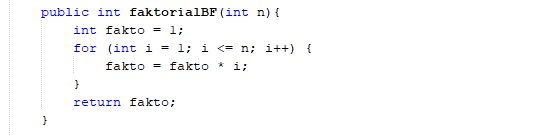 public int faktorialBF(int n){
int fakto = 1;
for (int i = 1; i <= n; i++) {
fakto = fakto * i;
}
return fakto;
}